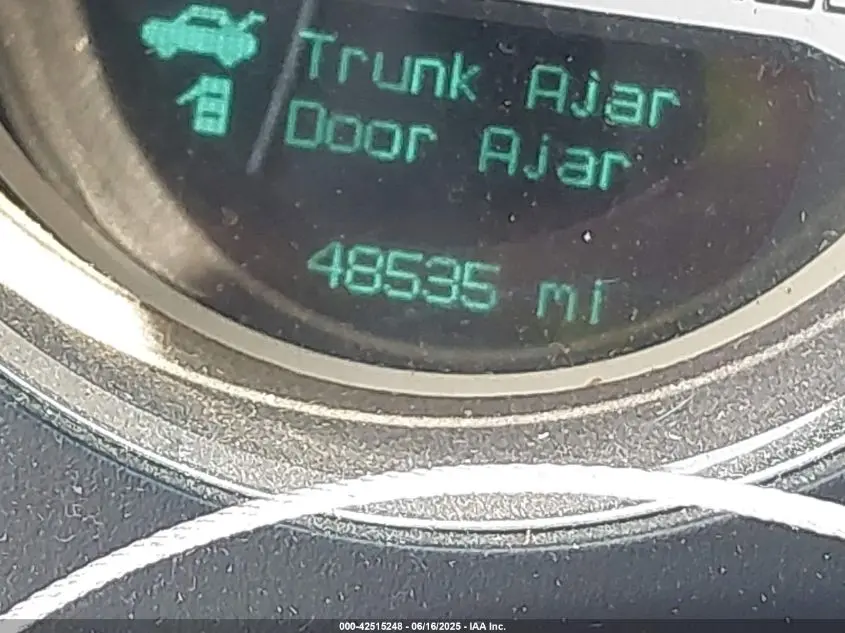 Trunk Ajar
Door Ajar
48535 mi
000-42515248 - 06/16/2025 - IAA Inc.